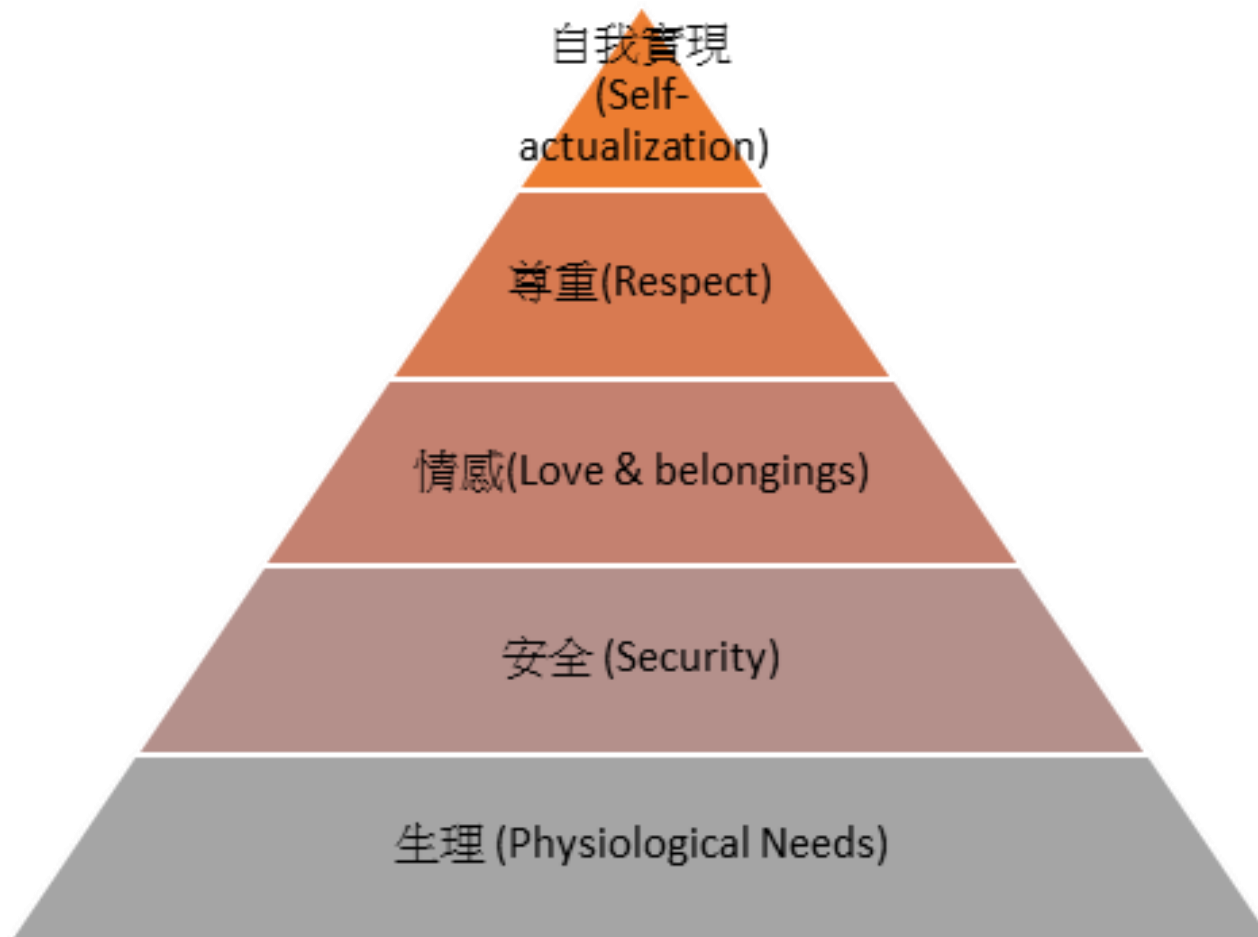 自我實現
(Self-
actualization)
尊重(Respect)
情感(Love & belongings)
安全 (Security)
生理 (Physiological Needs)